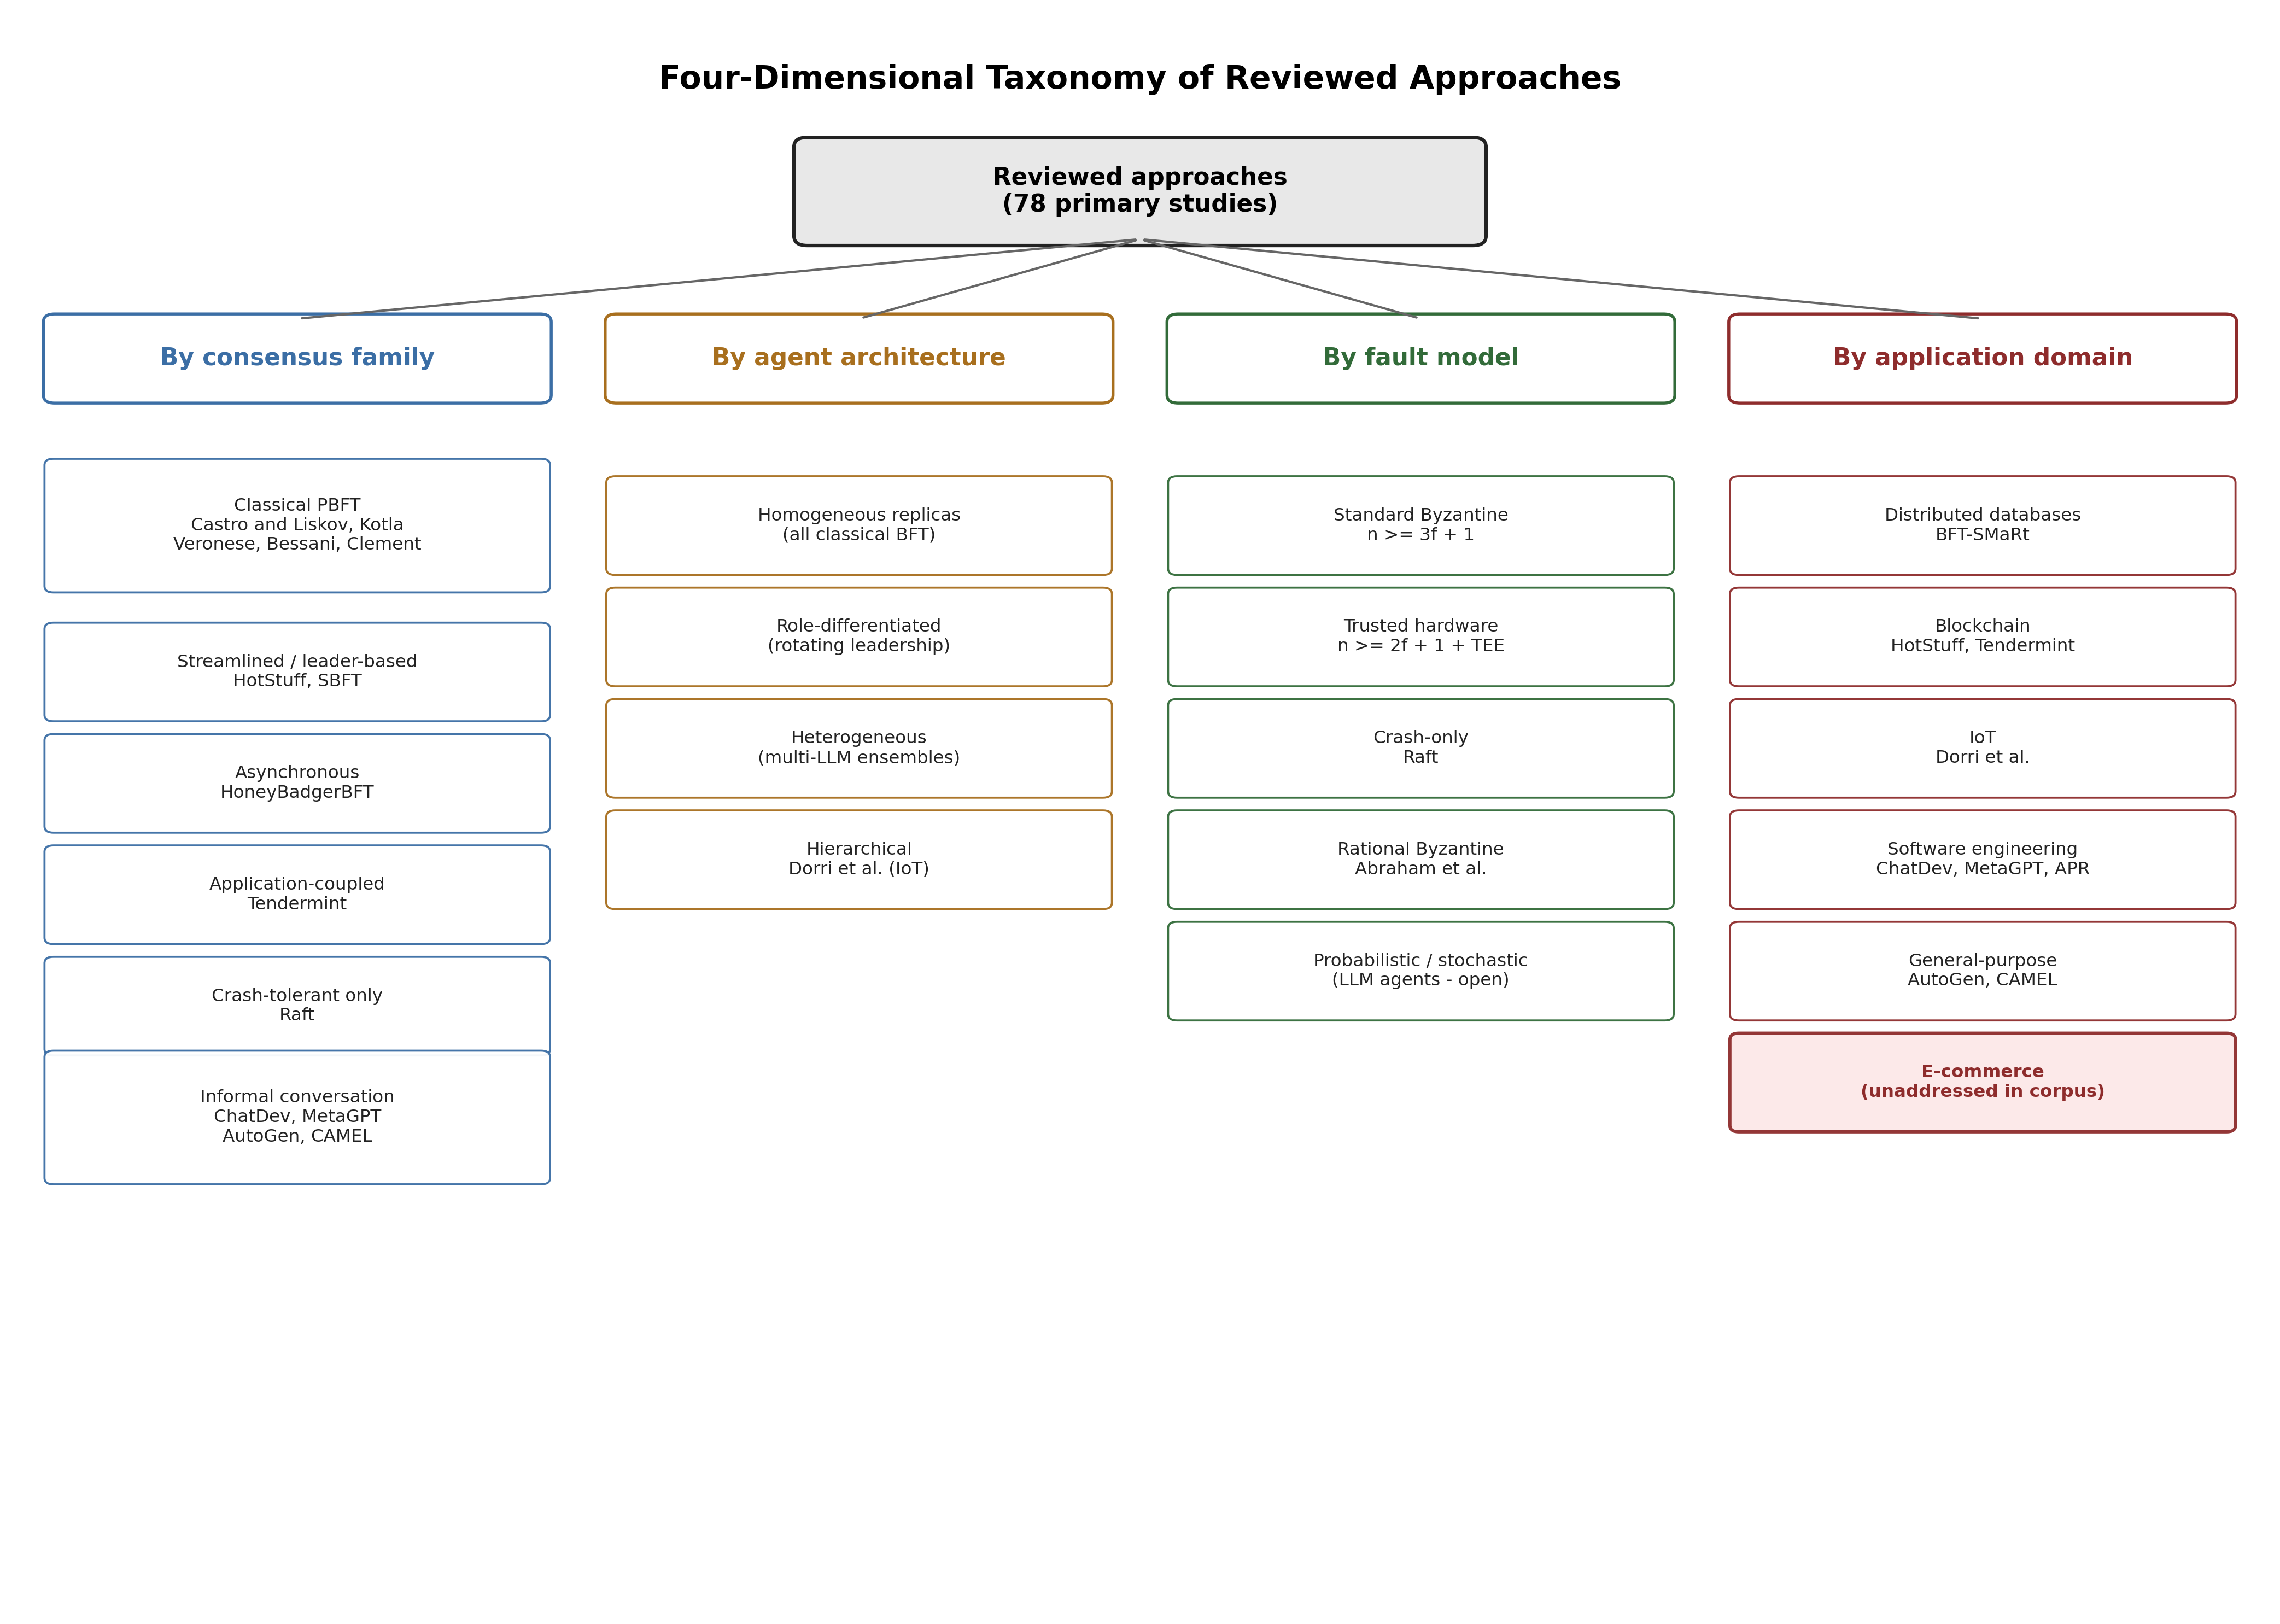 Four-Dimensional Taxonomy of Reviewed Approaches
Reviewed approaches
(78 primary studies)
By consensus family
By agent architecture
By fault model
By application domain
Classical PBFT
Castro and Liskov, Kotla
Veronese, Bessani, Clement
Streamlined / leader-based
HotStuff, SBFT
Asynchronous
HoneyBadgerBFT
Application-coupled
Tendermint
Crash-tolerant only
Raft
Informal conversation
ChatDev, MetaGPT
AutoGen, CAMEL
Homogeneous replicas
(all classical BFT)
Role-differentiated
(rotating leadership)
Heterogeneous
(multi-LLM ensembles)
Hierarchical
Dorri et al. (IoT)
Standard Byzantine
n >= 3f + 1
Trusted hardware
n >= 2f + 1 + TEE
Crash-only
Raft
Rational Byzantine
Abraham et al.
Probabilistic / stochastic
(LLM agents - open)
Distributed databases
BFT-SMaRt
Blockchain
HotStuff, Tendermint
IoT
Dorri et al.
Software engineering
ChatDev, MetaGPT, APR
General-purpose
AutoGen, CAMEL
E-commerce
(unaddressed in corpus)